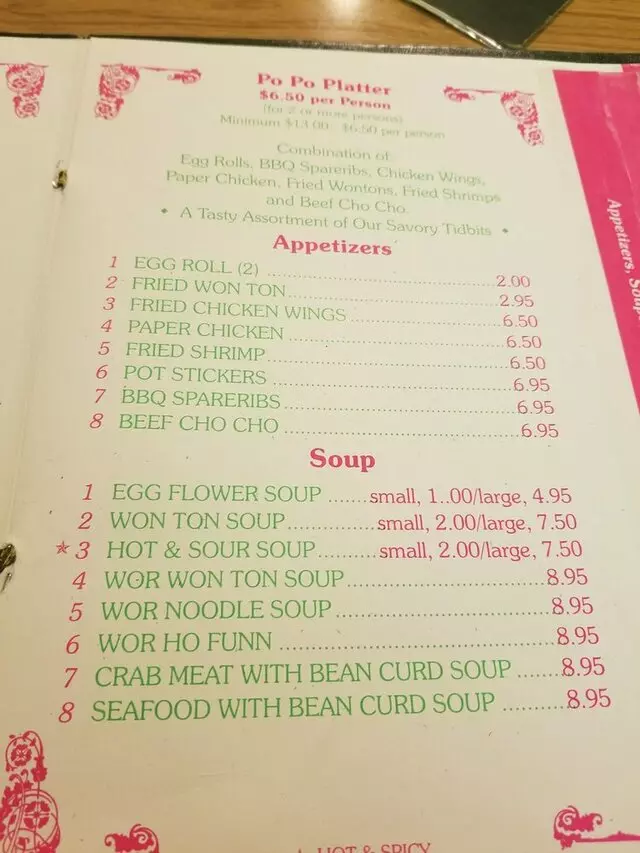 Po Po Platter
$6.50 per Person
(for 2 or more persons)
Minimum $13.00 $6.50 per person
Combination of
Egg Rolls, BBQ Spareribs, Chicken Wings,
Paper Chicken, Fried Wontons, Fried Shrimps
and Beef Cho Cho.
• A Tasty Assortment of Our Savory Tidbits •
Appetizers
1 EGG ROLL (2) ........ 2.00
2 FRIED WON TON ........ 2.95
3 FRIED CHICKEN WINGS ........ 6.50
4 PAPER CHICKEN ........ 6.50
5 FRIED SHRIMP ........ 6.50
6 POT STICKERS ........ 6.95
7 BBQ SPARERIBS ........ 6.95
8 BEEF CHO CHO ........ 6.95
Soup
1 EGG FLOWER SOUP ....... small, 1..00/large, 4.95
2 WON TON SOUP ........ small, 2.00/large, 7.50
* 3 HOT & SOUR SOUP ........ small, 2.00/large, 7.50
4 WOR WON TON SOUP ........ 8.95
5 WOR NOODLE SOUP ........ 8.95
6 WOR HO FUNN ........ 8.95
7 CRAB MEAT WITH BEAN CURD SOUP ....... 8.95
8 SEAFOOD WITH BEAN CURD SOUP .......... 8.95
HOT & SPICY
Appetizers, Soup